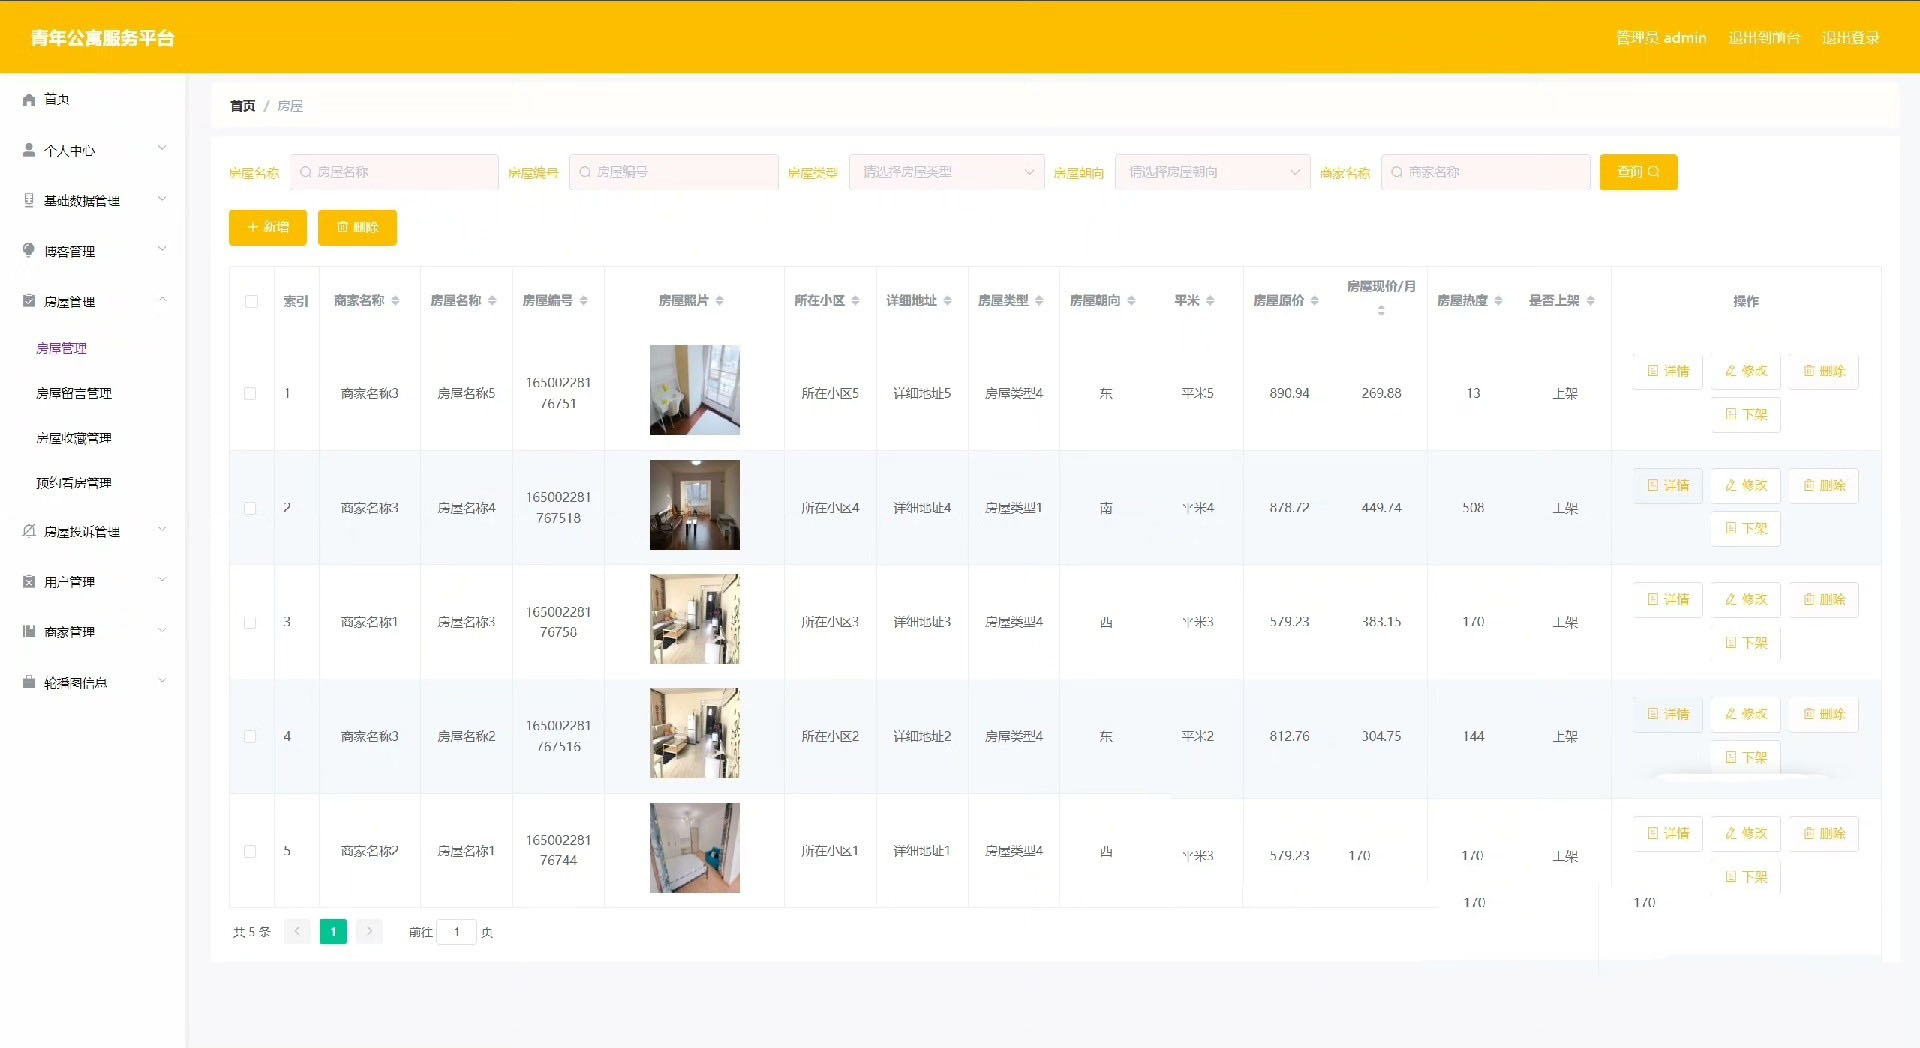 青年公寓服务平台
管理员 admin 退出到前台 退出登录
首页
个人中心
基础数据管理
博客管理
房屋管理
房屋管理
房屋留言管理
房屋收藏管理
预约看房管理
房屋投诉管理
用户管理
商家管理
轮播图信息
首页 / 房屋
房屋名称 房屋名称 房屋编号 房屋编号 房屋类型 请选择房屋类型 房屋朝向 请选择房屋朝向 商家名称 商家名称 查询
新增 删除
索引 商家名称 房屋名称 房屋编号 房屋照片 所在小区 详细地址 房屋类型 房屋朝向 平米 房屋原价 房屋现价/月 房屋热度 是否上架 操作
1 商家名称3 房屋名称5 165002281 76751 所在小区5 详细地址5 房屋类型4 东 平米5 890.94 269.88 13 上架 详情 修改 删除
下架
2 商家名称3 房屋名称4 165002281 767518 所在小区4 详细地址4 房屋类型1 南 平米4 878.72 449.74 508 上架 详情 修改 删除
下架
3 商家名称1 房屋名称3 165002281 76758 所在小区3 详细地址3 房屋类型4 西 平米3 579.23 383.15 170 上架 详情 修改 删除
下架
4 商家名称3 房屋名称2 165002281 767516 所在小区2 详细地址2 房屋类型4 东 平米2 812.76 304.75 144 上架 详情 修改 删除
下架
5 商家名称2 房屋名称1 165002281 76744 所在小区1 详细地址1 房屋类型4 西 平米3 579.23 170 170 上架 详情 修改 删除
下架
170 170
共 5 条 1 前往 1 页